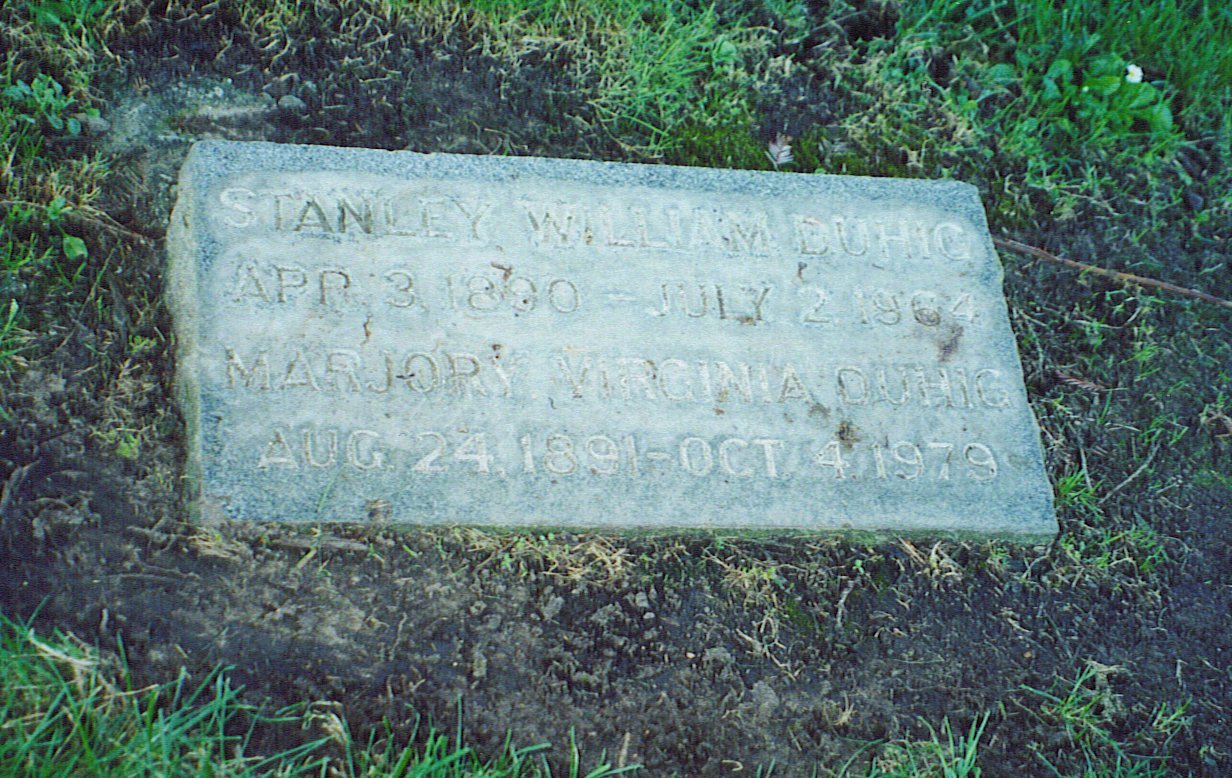 STANLEY WILLIAM DUHIG
APR. 3, 1890 - JULY 2, 1964
MARJORY VIRGINIA DUHIG
AUG. 24, 1891 - OCT. 4, 1979